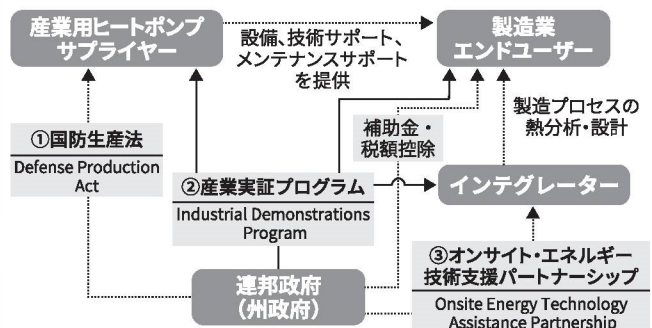 産業用ヒートポンプ
サプライヤー
設備、技術サポート、
メンテナンスサポート
を提供
製造業
エンドユーザー
①国防生産法
Defense Production
Act
②産業実証プログラム
Industrial Demonstrations
Program
補助金・
税額控除
製造プロセスの
熱分析・設計
インテグレーター
連邦政府
(州政府)
③オンサイト・エネルギー
技術支援パートナーシップ
Onsite Energy Technology
Assistance Partnership